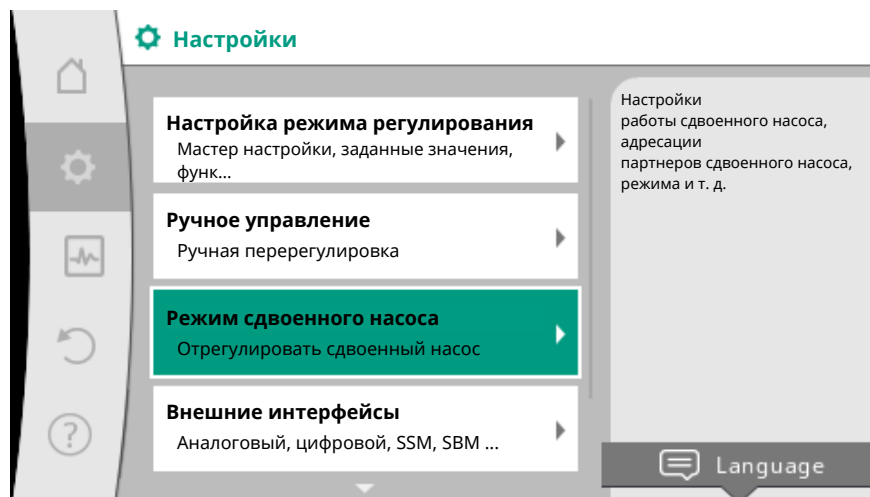 Настройки
Настройка режима регулирования
Мастер настройки, заданные значения,
функ...
Ручное управление
Ручная перерегулировка
Режим сдвоенного насоса
Отрегулировать сдвоенный насос
Внешние интерфейсы
Аналоговый, цифровой, SSM, SBM ...
Настройки
работы сдвоенного насоса,
адресации
партнеров сдвоенного насоса,
режима и т. д.
?
Language